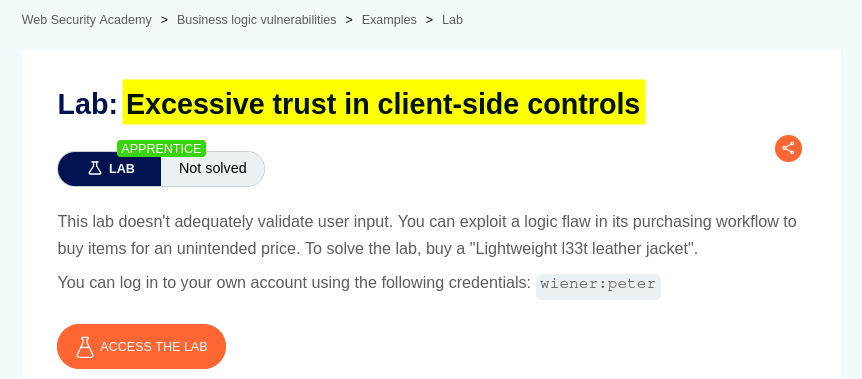 Web Security Academy > Business logic vulnerabilities > Examples > Lab
Lab: Excessive trust in client-side controls
APPRENTICE
LAB Not solved
This lab doesn't adequately validate user input. You can exploit a logic flaw in its purchasing workflow to
buy items for an unintended price. To solve the lab, buy a "Lightweight l33t leather jacket".
You can log in to your own account using the following credentials: wiener:peter
ACCESS THE LAB